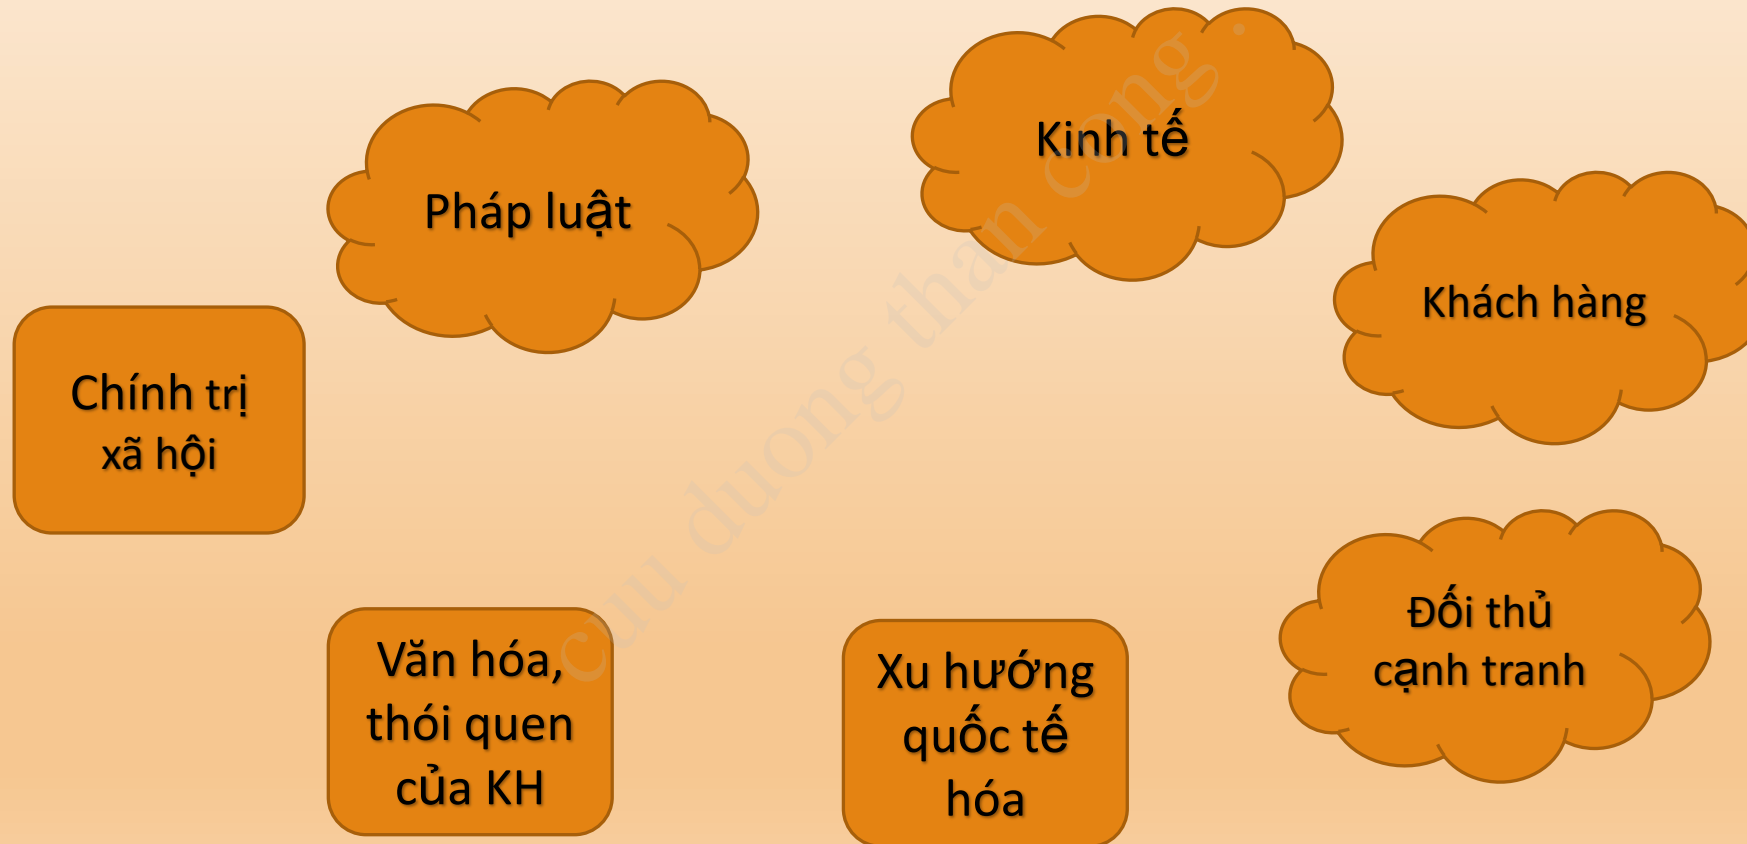 Kinh tế
Pháp luật
Khách hàng
Chính trị
xã hội
Đối thủ
cạnh tranh
Văn hóa,
thói quen
của KH
Xu hướng
quốc tế
hóa
cuu duong than cong .